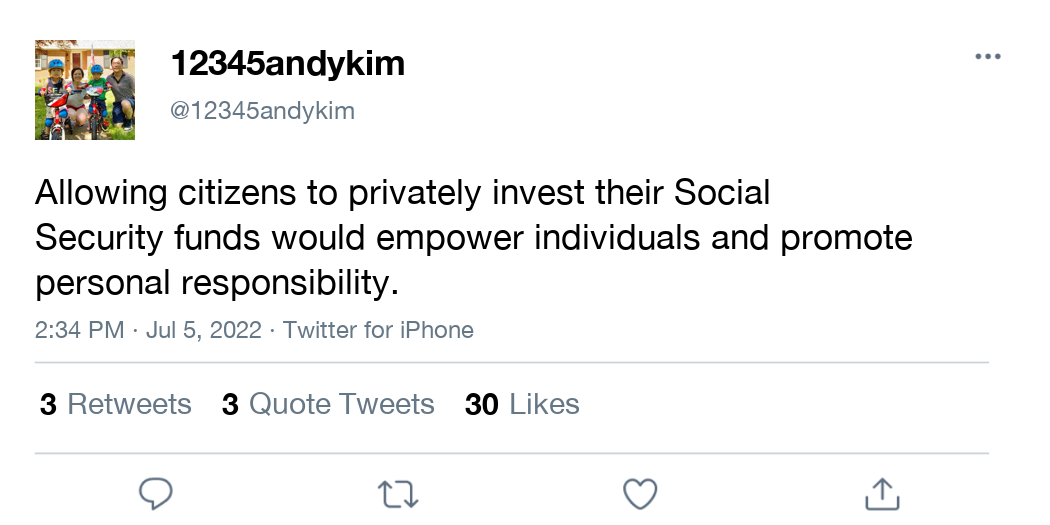 12345andykim
@12345andykim
Allowing citizens to privately invest their Social
Security funds would empower individuals and promote
personal responsibility.
2:34 PM · Jul 5, 2022 · Twitter for iPhone
3 Retweets 3 Quote Tweets 30 Likes